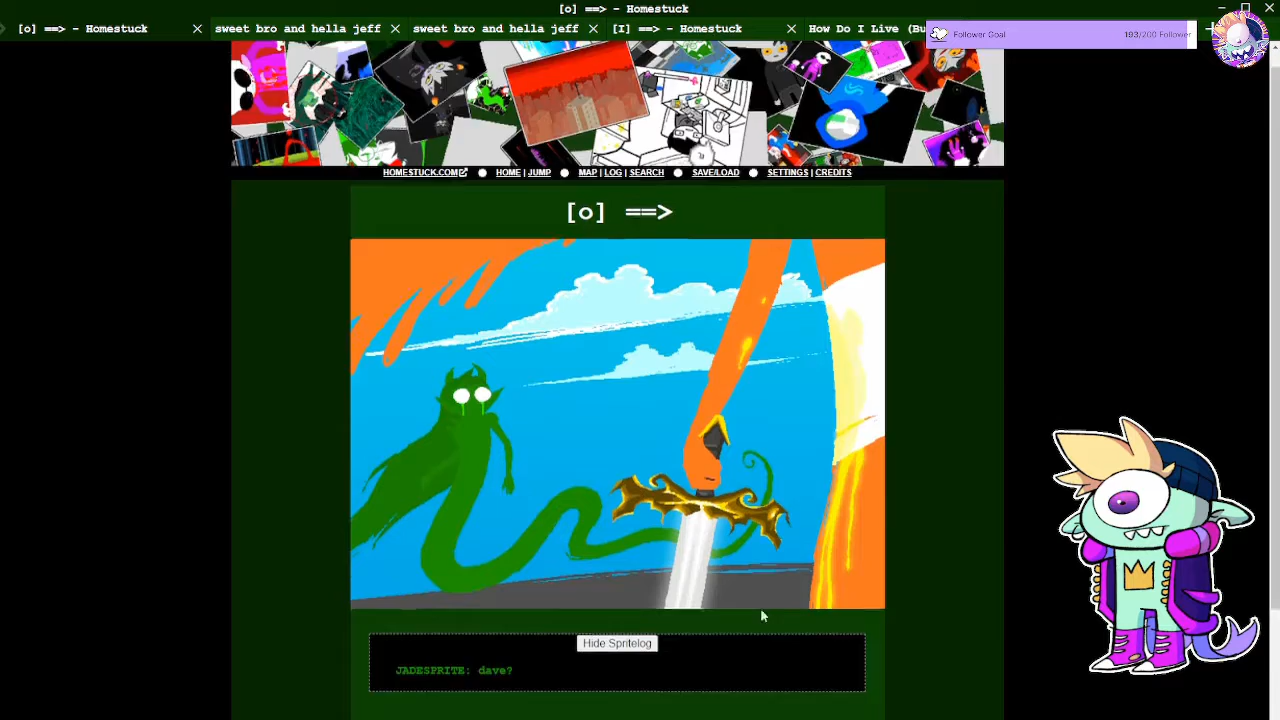 [o] ==> - Homestuck
[o] ==> - Homestuck
sweet bro and hella jeff
sweet bro and hella jeff
[I] ==> - Homestuck
How Do I Live (Bu
Follower Goal
193/200 Follower
HOMESTUCK.COM
HOME | JUMP
MAP | LOG | SEARCH
SAVE/LOAD
SETTINGS | CREDITS
[o] ==>
Hide Spritelog
JADESPRITE: dave?